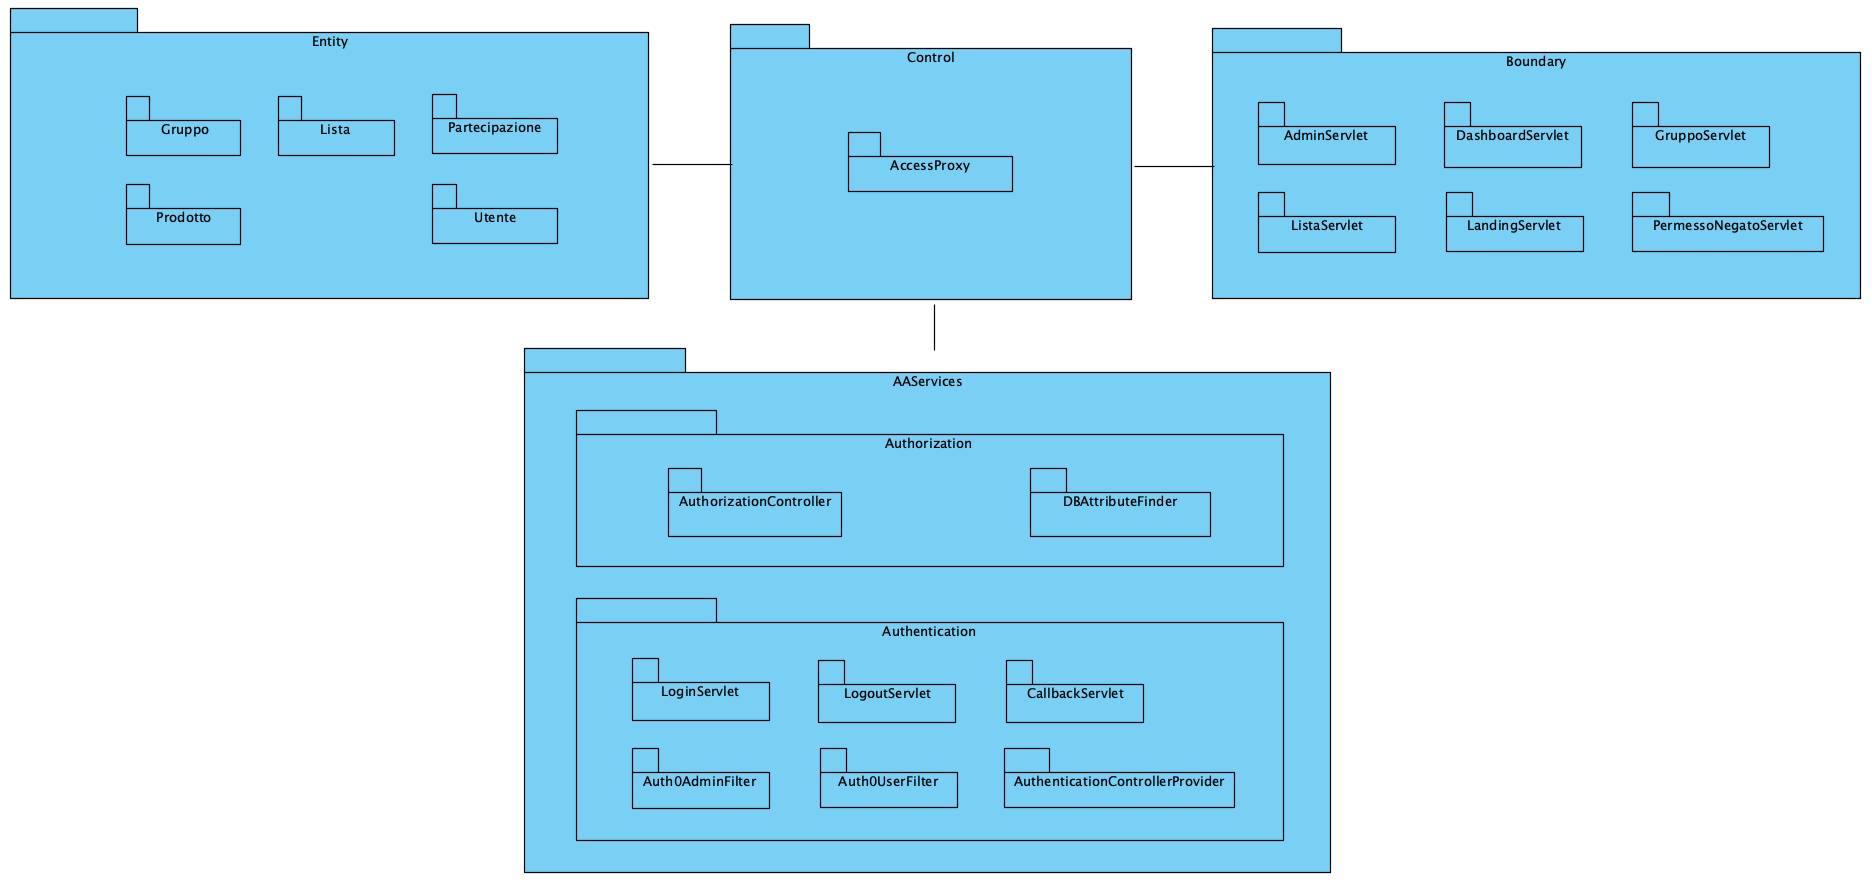 Entity
Gruppo
Lista
Partecipazione
Prodotto
Utente
Control
AccessProxy
Boundary
AdminServlet
DashboardServlet
GruppoServlet
ListaServlet
LandingServlet
PermessoNegatoServlet
AAServices
Authorization
AuthorizationController
DBAttributeFinder
Authentication
LoginServlet
LogoutServlet
CallbackServlet
Auth0AdminFilter
Auth0UserFilter
AuthenticationControllerProvider